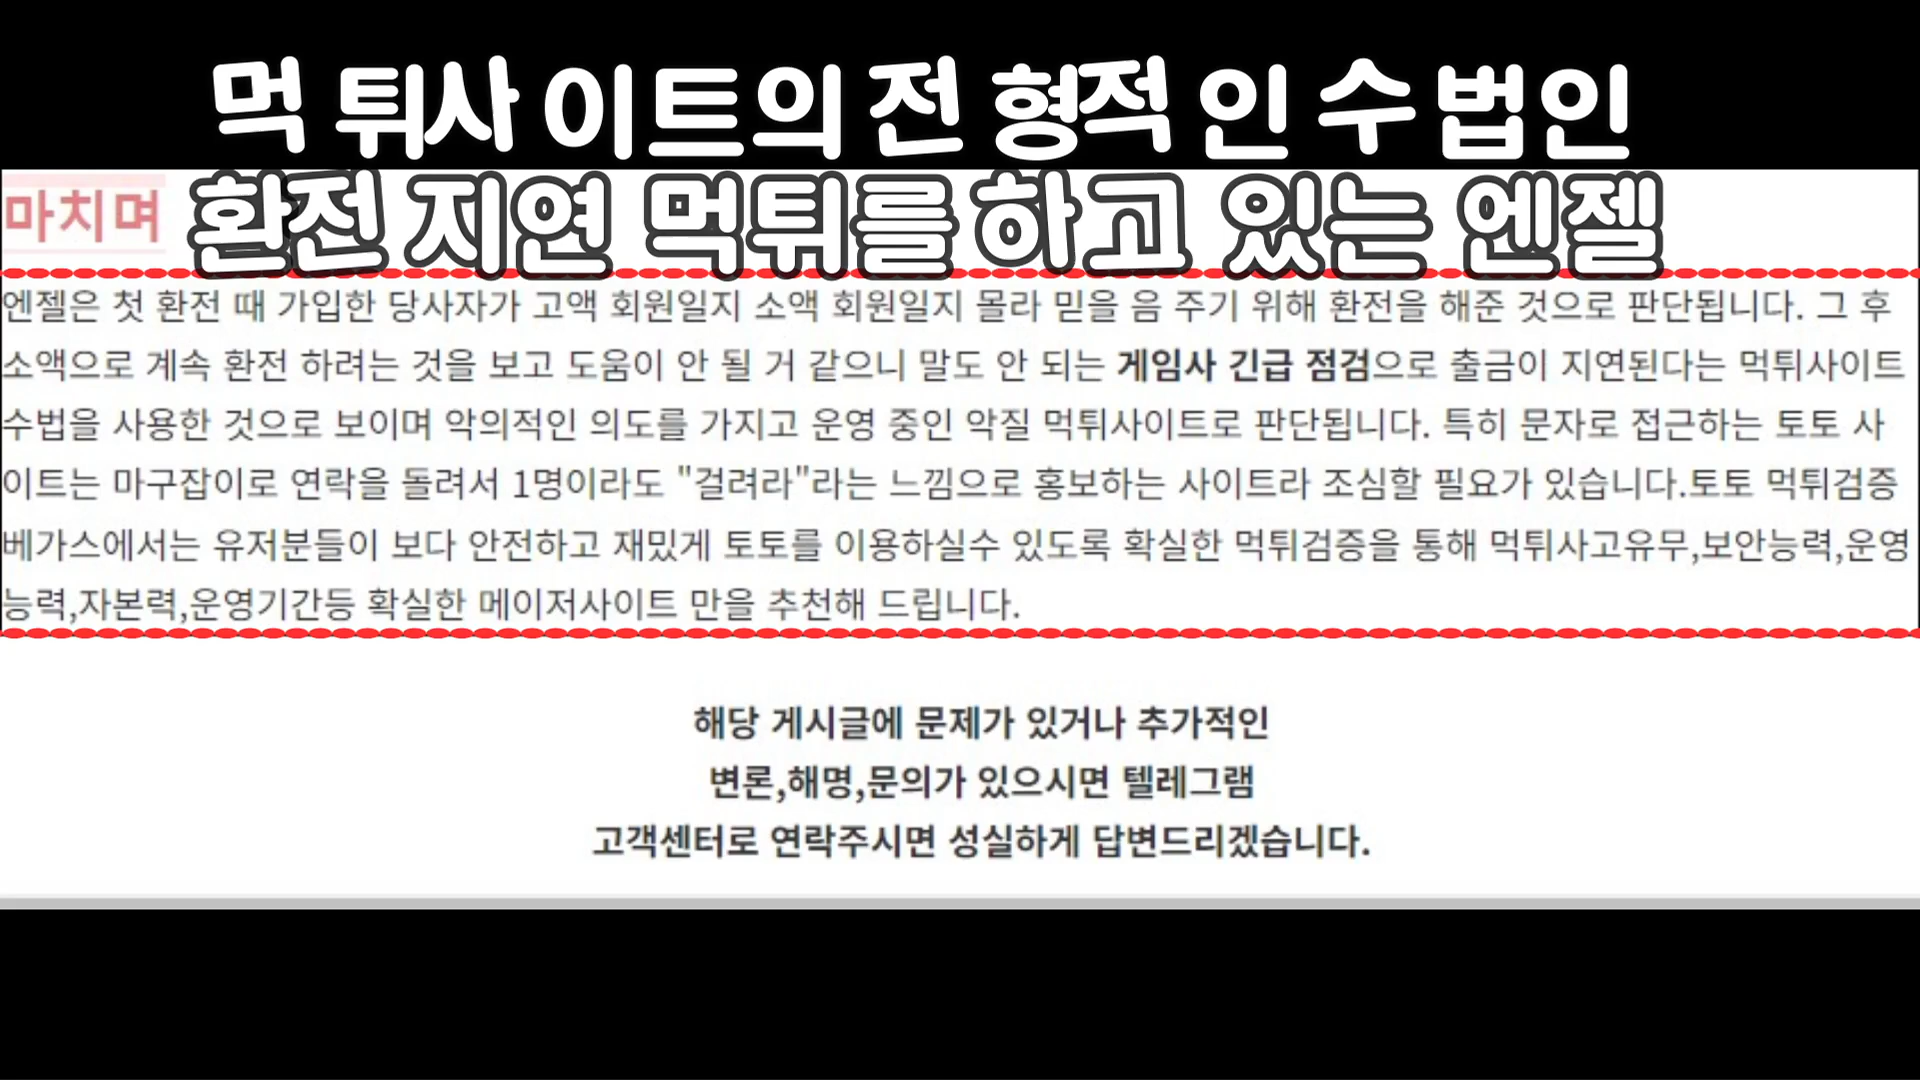 먹튀사이트의 전형적인 수법인
환전 지연 먹튀를 하고 있는 엔젤
마치며
엔젤은 첫 환전 때 가입한 당사자가 고액 회원일지 소액 회원일지 몰라 믿을 음 주기 위해 환전을 해준 것으로 판단됩니다. 그 후
소액으로 계속 환전 하려는 것을 보고 도움이 안 될 거 같으니 말도 안 되는 게임사 긴급 점검으로 출금이 지연된다는 먹튀사이트
수법을 사용한 것으로 보이며 악의적인 의도를 가지고 운영 중인 악질 먹튀사이트로 판단됩니다. 특히 문자로 접근하는 토토 사
이트는 마구잡이로 연락을 돌려서 1명이라도 "걸려라"라는 느낌으로 홍보하는 사이트라 조심할 필요가 있습니다.토토 먹튀검증
베가스에서는 유저분들이 보다 안전하고 재밌게 토토를 이용하실수 있도록 확실한 먹튀검증을 통해 먹튀사고유무,보안능력,운영
능력,자본력,운영기간등 확실한 메이저사이트 만을 추천해 드립니다.
해당 게시글에 문제가 있거나 추가적인
변론,해명,문의가 있으시면 텔레그램
고객센터로 연락주시면 성실하게 답변드리겠습니다.